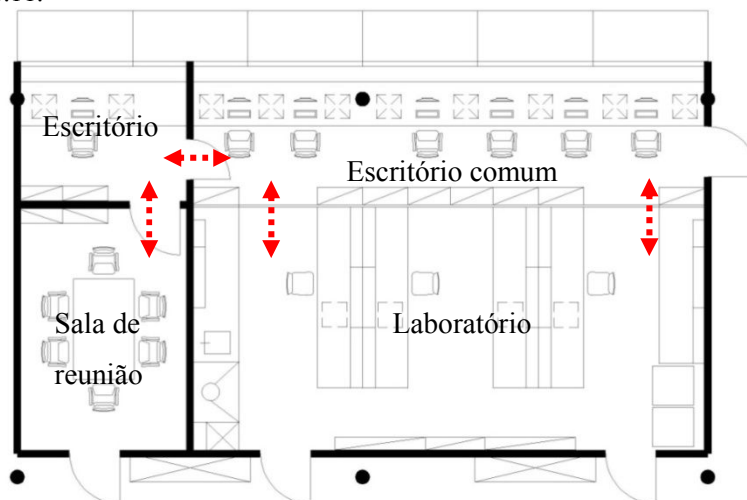 Escritório
Escritório comum
Sala de
reunião
Laboratório